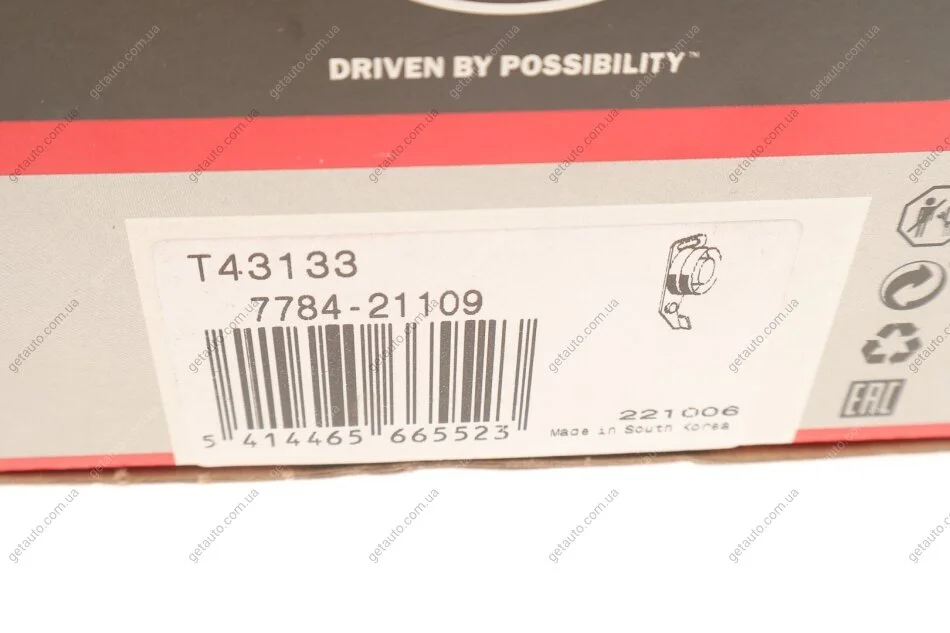 DRIVEN BY POSSIBILITY™
T43133
7784-21109
5 414465 665523
221006
Made in South Korea
EAC
getauto.com.ua